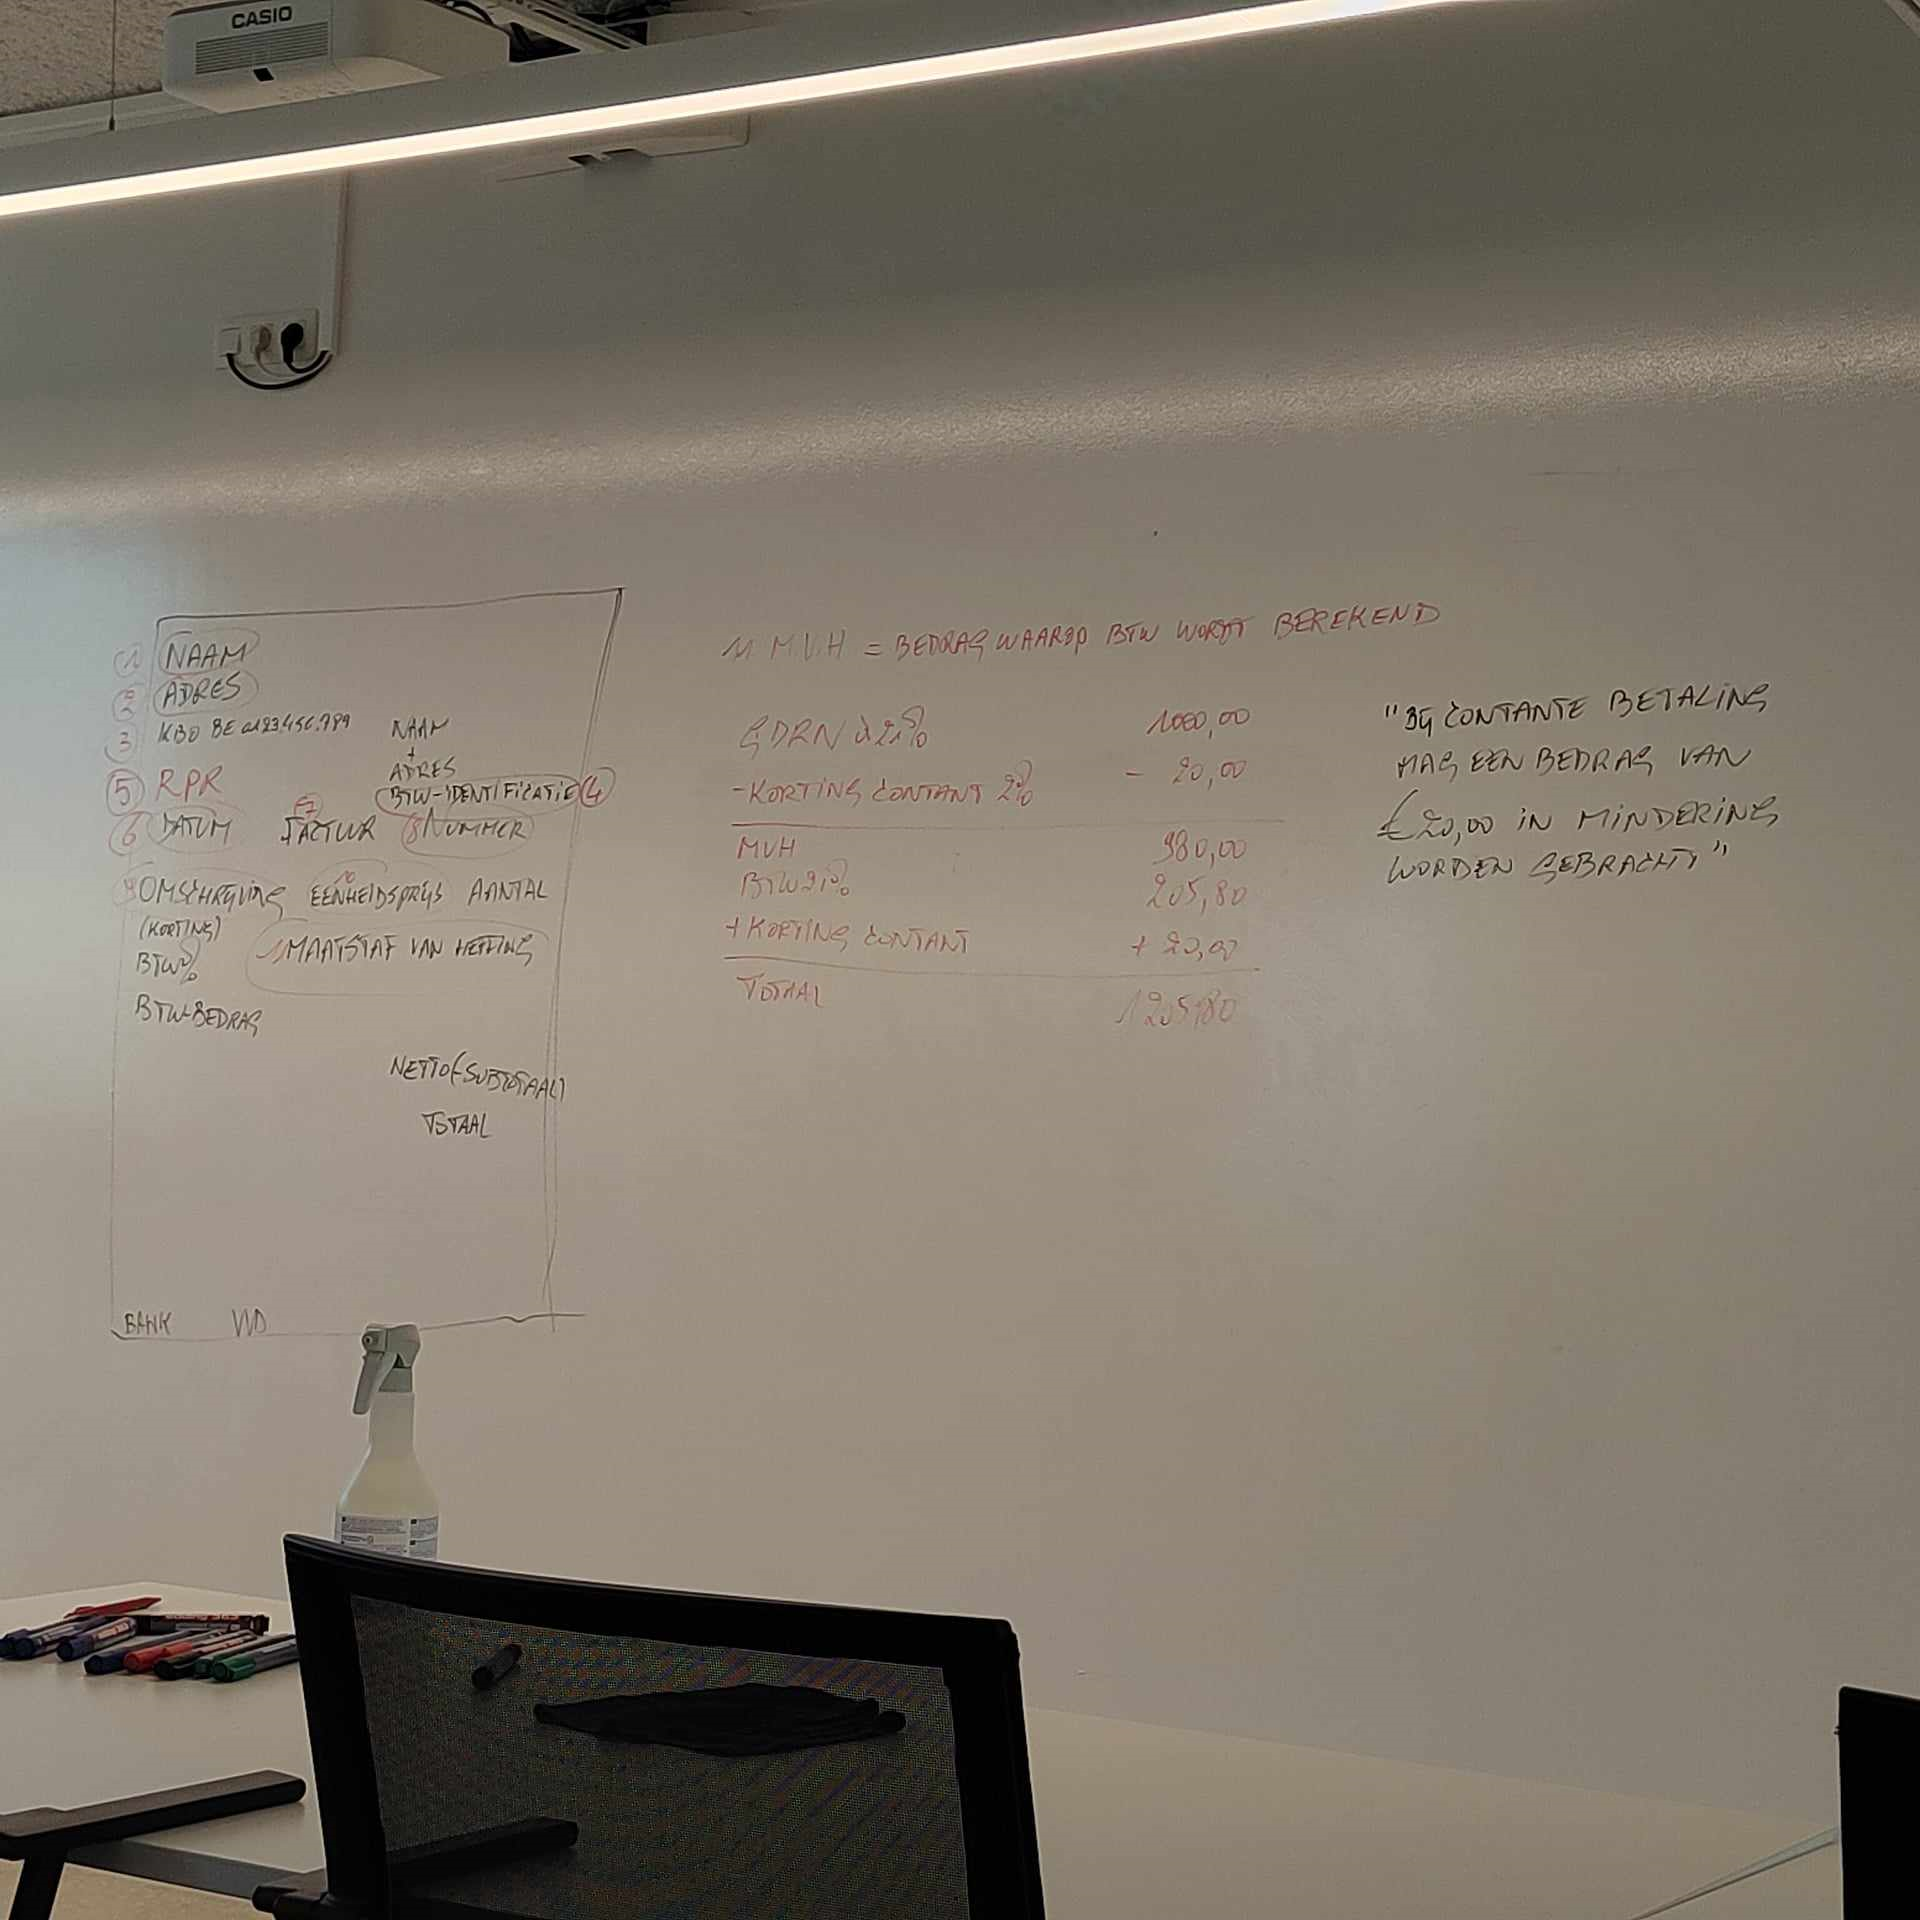 CASIO
1 NAAM
2 ADRES
3 KBO BE 0123.456.789
NAAM
+
ADRES
BTW-IDENTIFICATIE 4
5 RPR
6 DATUM 7 FACTUUR 8 NUMMER
9 OMSCHRIJVING 10 EENHEIDSPRIJS AANTAL
(KORTING)
BTW%
11 MAATSTAF VAN HEFFING
BTW-BEDRAG
NETTO(-SUBTOTAAL)
TOTAAL
BANK VVD
11 MVH = BEDRAG WAAROP BTW WORDT BEREKEND
GDRN à 21% 1000,00
-KORTING CONTANT 2% - 20,00
MVH 980,00
BTW 21% 205,80
+ KORTING CONTANT + 20,00
TOTAAL 1205,80
"BIJ CONTANTE BETALING
MAG EEN BEDRAG VAN
€ 20,00 IN MINDERING
WORDEN GEBRACHT"